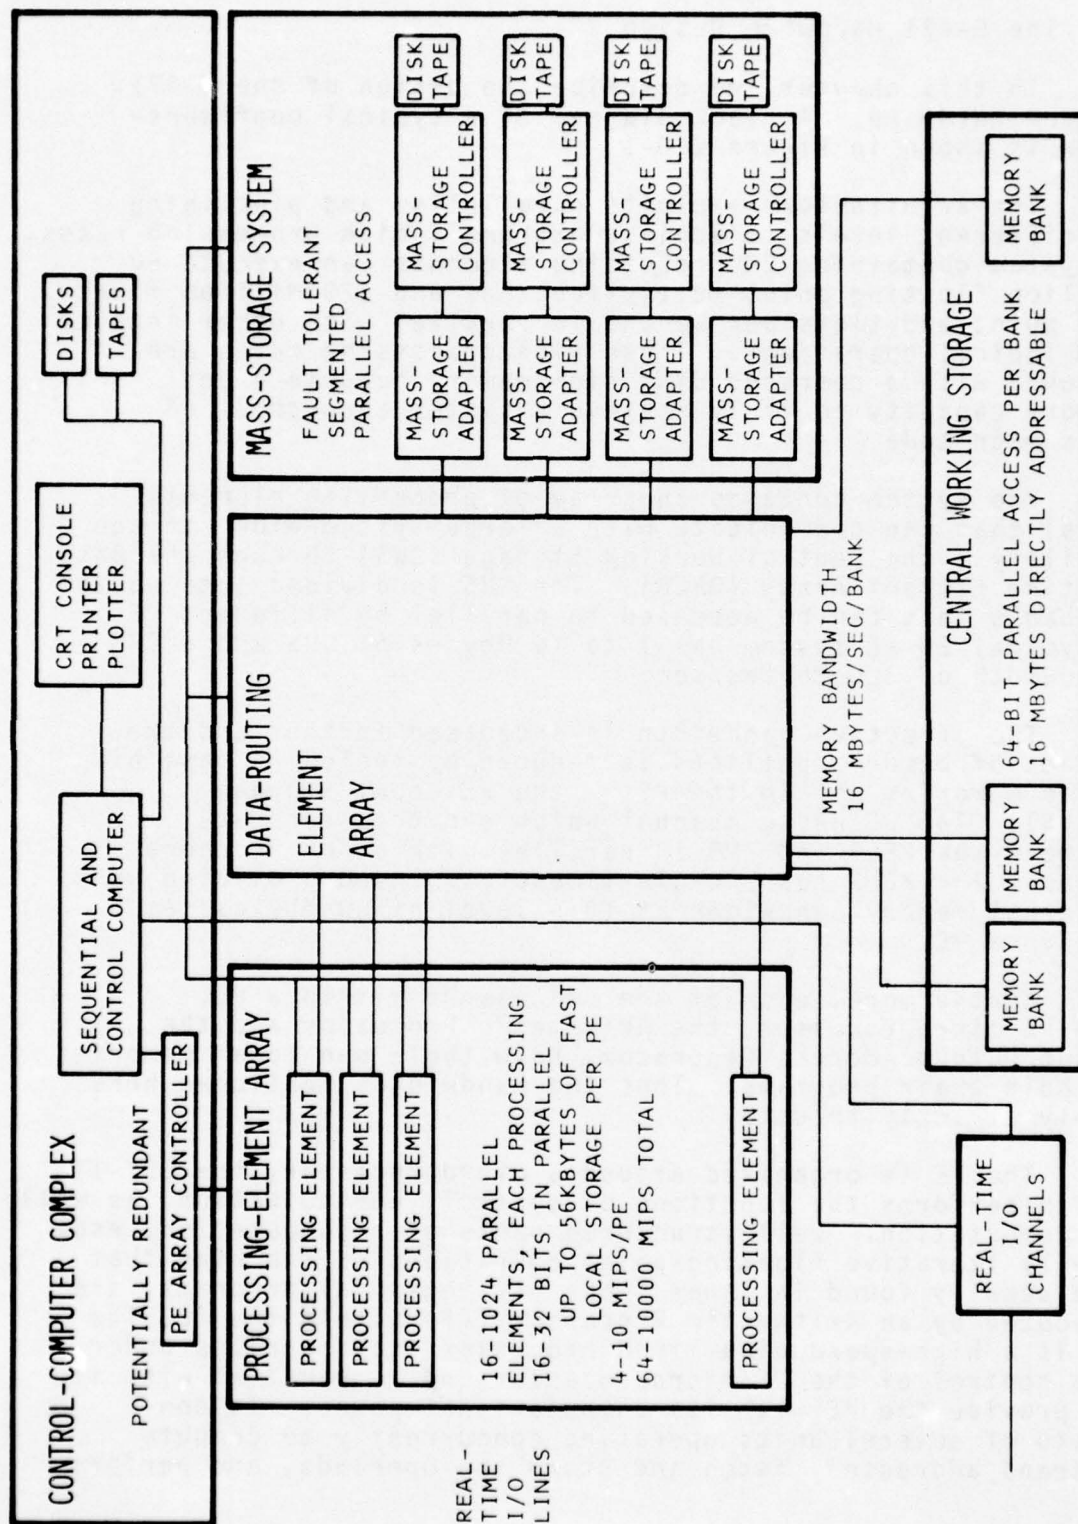 CONTROL-COMPUTER COMPLEX
POTENTIALLY REDUNDANT
PE ARRAY CONTROLLER
SEQUENTIAL AND
CONTROL COMPUTER
CRT CONSOLE
PRINTER
PLOTTER
DISKS
TAPES
PROCESSING-ELEMENT ARRAY
PROCESSING ELEMENT
PROCESSING ELEMENT
PROCESSING ELEMENT
16-1024 PARALLEL
ELEMENTS, EACH PROCESSING
16-32 BITS IN PARALLEL
UP TO 56KBYTES OF FAST
LOCAL STORAGE PER PE
4-10 MIPS/PE
64-10000 MIPS TOTAL
PROCESSING ELEMENT
REAL-
TIME
I/O
LINES
DATA-ROUTING
ELEMENT
ARRAY
MASS-STORAGE SYSTEM
FAULT TOLERANT
SEGMENTED
PARALLEL ACCESS
MASS-
STORAGE
ADAPTER
MASS-
STORAGE
CONTROLLER
DISK
TAPE
MASS-
STORAGE
ADAPTER
MASS-
STORAGE
CONTROLLER
DISK
TAPE
MASS-
STORAGE
ADAPTER
MASS-
STORAGE
CONTROLLER
DISK
TAPE
MASS-
STORAGE
ADAPTER
MASS-
STORAGE
CONTROLLER
DISK
TAPE
MEMORY BANDWIDTH
16 MBYTES/SEC/BANK
REAL-TIME
I/O
CHANNELS
CENTRAL WORKING STORAGE
MEMORY
BANK
MEMORY
BANK
64-BIT PARALLEL ACCESS PER BANK
16 MBYTES DIRECTLY ADDRESSABE
MEMORY
BANK